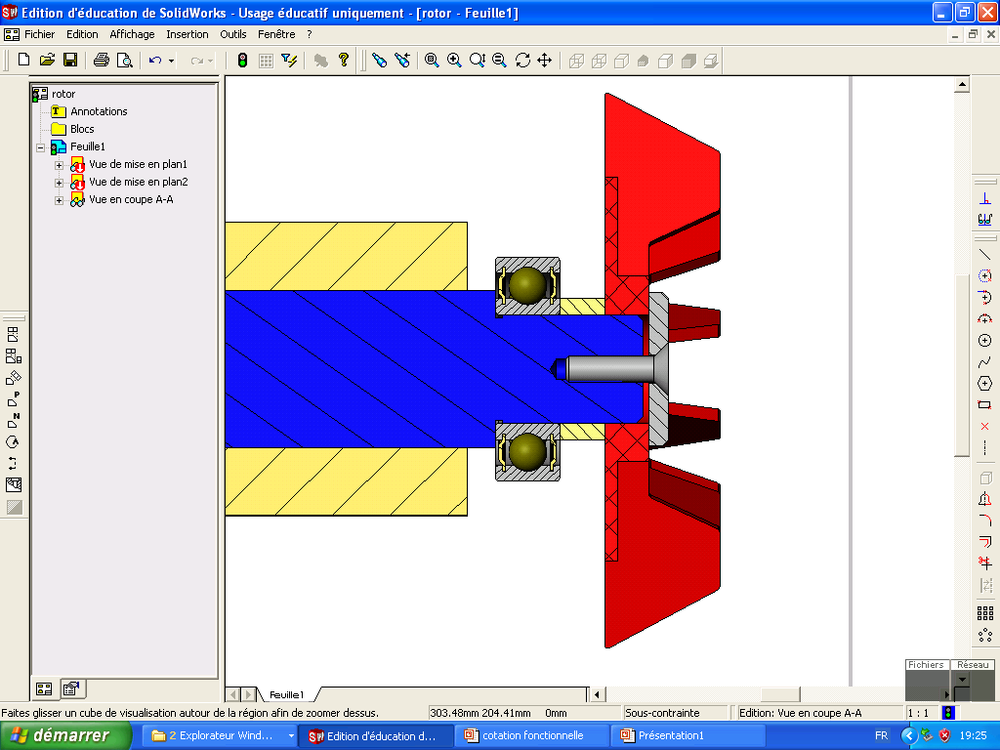 Edition d'éducation de SolidWorks - Usage éducatif uniquement - [rotor - Feuille1]
Fichier Edition Affichage Insertion Outils Fenêtre ?
rotor
Annotations
Blocs
Feuille1
Vue de mise en plan1
Vue de mise en plan2
Vue en coupe A-A
Feuille1
Fichiers Réseau
Faites glisser un cube de visualisation autour de la région afin de zoomer dessus. 303.48mm 204.41mm 0mm Sous-contrainte Edition: Vue en coupe A-A 1 : 1
démarrer 2 Explorateur Wind... Edition d'éducation d... cotation fonctionnelle Présentation1 FR 19:25